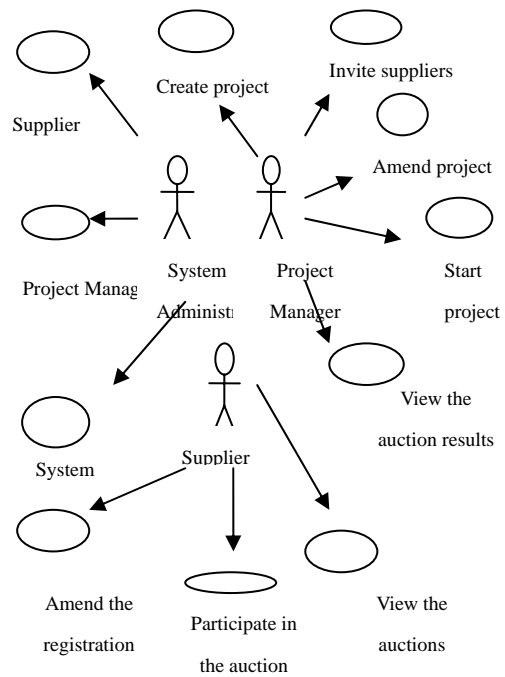 Create project
Invite suppliers
Supplier
Amend project
Project Manag
System
Administ
Project
Manager
Start
project
View the
auction results
System
Supplier
Amend the
registration
Participate in
the auction
View the
auctions